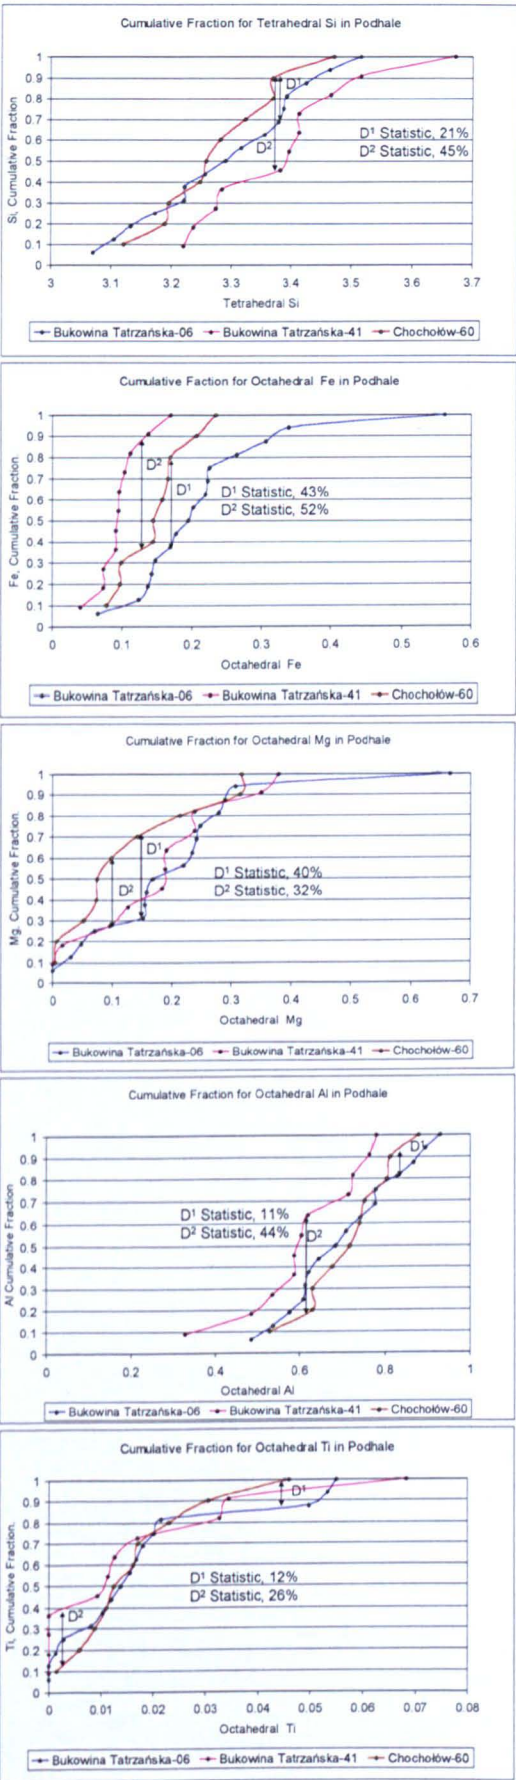 Cumulative Fraction for Tetrahedral Si in Podhale
Si, Cumulative Fraction
1
0.9
0.8
0.7
0.6
0.5
0.4
0.3
0.2
0.1
0
D¹
D²
D¹ Statistic, 21%
D² Statistic, 45%
3 3.1 3.2 3.3 3.4 3.5 3.6 3.7
Tetrahedral Si
Bukowina Tatrzańska-06 Bukowina Tatrzańska-41 Chochołów-60
Cumulative Faction for Octahedral Fe in Podhale
Fe, Cumulative Fraction
1
0.9
0.8
0.7
0.6
0.5
0.4
0.3
0.2
0.1
0
D²
D¹
D¹ Statistic, 43%
D² Statistic, 52%
0 0.1 0.2 0.3 0.4 0.5 0.6
Octahedral Fe
Bukowina Tatrzańska-06 Bukowina Tatrzańska-41 Chochołów-60
Cumulative Fraction for Octahedral Mg in Podhale
Mg, Cumulative Fraction
1
0.9
0.8
0.7
0.6
0.5
0.4
0.3
0.2
0.1
0
D¹
D²
D¹ Statistic, 40%
D² Statistic, 32%
0 0.1 0.2 0.3 0.4 0.5 0.6 0.7
Octahedral Mg
Bukowina Tatrzańska-06 Bukowina Tatrzańska-41 Chochołów-60
Cumulative Fraction for Octahedral Al in Podhale
Al Cumulative Fraction
1
0.9
0.8
0.7
0.6
0.5
0.4
0.3
0.2
0.1
0
D¹
D¹ Statistic, 11%
D² Statistic, 44%
D²
0 0.2 0.4 0.6 0.8 1
Octahedral Al
Bukowina Tatrzańska-06 Bukowina Tatrzańska-41 Chochołów-60
Cumulative Fraction for Octahedral Ti in Podhale
Ti, Cumulative Fraction.
1
0.9
0.8
0.7
0.6
0.5
0.4
0.3
0.2
0.1
0
D¹
D¹ Statistic, 12%
D² Statistic, 26%
D²
0 0.01 0.02 0.03 0.04 0.05 0.06 0.07 0.08
Octahedral Ti
Bukowina Tatrzańska-06 Bukowina Tatrzańska-41 Chochołów-60